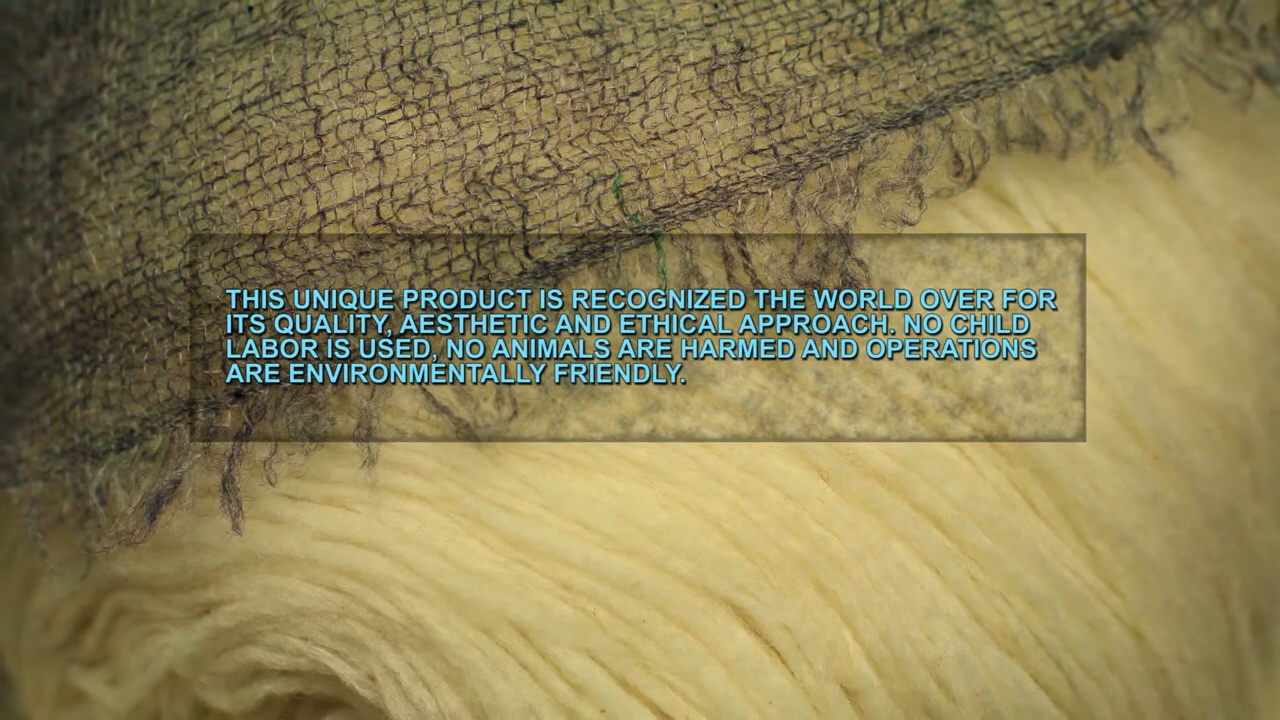 THIS UNIQUE PRODUCT IS RECOGNIZED THE WORLD OVER FOR
ITS QUALITY, AESTHETIC AND ETHICAL APPROACH. NO CHILD
LABOR IS USED, NO ANIMALS ARE HARMED AND OPERATIONS
ARE ENVIRONMENTALLY FRIENDLY.